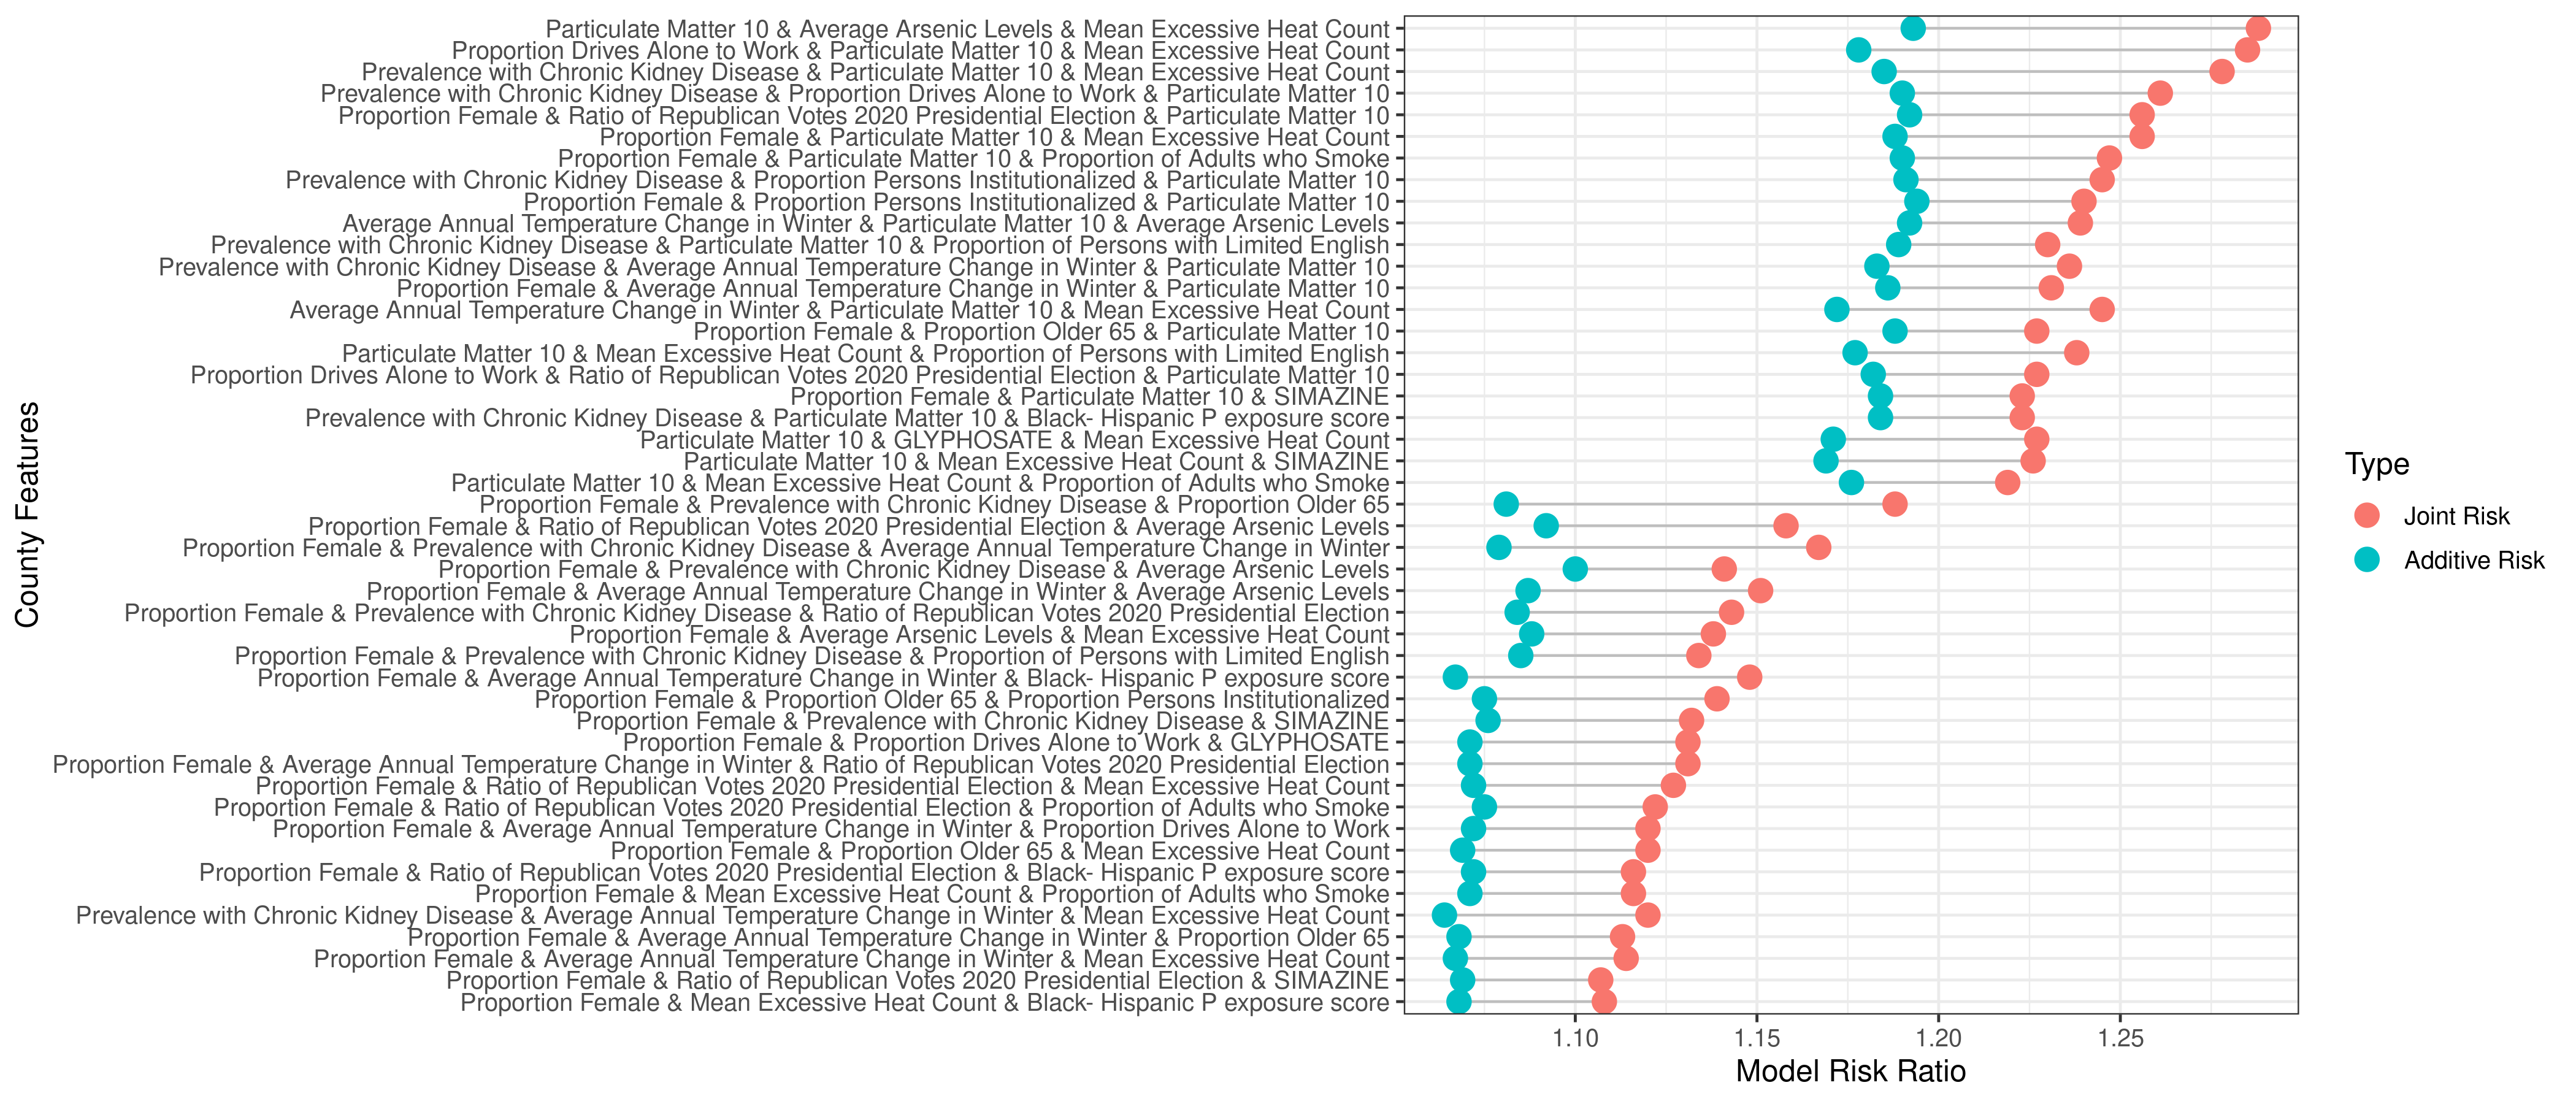 County Features
Particulate Matter 10 & Average Arsenic Levels & Mean Excessive Heat Count
Proportion Drives Alone to Work & Particulate Matter 10 & Mean Excessive Heat Count
Prevalence with Chronic Kidney Disease & Particulate Matter 10 & Mean Excessive Heat Count
Prevalence with Chronic Kidney Disease & Proportion Drives Alone to Work & Particulate Matter 10
Proportion Female & Ratio of Republican Votes 2020 Presidential Election & Particulate Matter 10
Proportion Female & Particulate Matter 10 & Mean Excessive Heat Count
Proportion Female & Particulate Matter 10 & Proportion of Adults who Smoke
Prevalence with Chronic Kidney Disease & Proportion Persons Institutionalized & Particulate Matter 10
Proportion Female & Proportion Persons Institutionalized & Particulate Matter 10
Average Annual Temperature Change in Winter & Particulate Matter 10 & Average Arsenic Levels
Prevalence with Chronic Kidney Disease & Particulate Matter 10 & Proportion of Persons with Limited English
Prevalence with Chronic Kidney Disease & Average Annual Temperature Change in Winter & Particulate Matter 10
Proportion Female & Average Annual Temperature Change in Winter & Particulate Matter 10
Average Annual Temperature Change in Winter & Particulate Matter 10 & Mean Excessive Heat Count
Proportion Female & Proportion Older 65 & Particulate Matter 10
Particulate Matter 10 & Mean Excessive Heat Count & Proportion of Persons with Limited English
Proportion Drives Alone to Work & Ratio of Republican Votes 2020 Presidential Election & Particulate Matter 10
Proportion Female & Particulate Matter 10 & SIMAZINE
Prevalence with Chronic Kidney Disease & Particulate Matter 10 & Black- Hispanic P exposure score
Particulate Matter 10 & GLYPHOSATE & Mean Excessive Heat Count
Particulate Matter 10 & Mean Excessive Heat Count & SIMAZINE
Particulate Matter 10 & Mean Excessive Heat Count & Proportion of Adults who Smoke
Proportion Female & Prevalence with Chronic Kidney Disease & Proportion Older 65
Proportion Female & Ratio of Republican Votes 2020 Presidential Election & Average Arsenic Levels
Proportion Female & Prevalence with Chronic Kidney Disease & Average Annual Temperature Change in Winter
Proportion Female & Prevalence with Chronic Kidney Disease & Average Arsenic Levels
Proportion Female & Average Annual Temperature Change in Winter & Average Arsenic Levels
Proportion Female & Prevalence with Chronic Kidney Disease & Ratio of Republican Votes 2020 Presidential Election
Proportion Female & Average Arsenic Levels & Mean Excessive Heat Count
Proportion Female & Prevalence with Chronic Kidney Disease & Proportion of Persons with Limited English
Proportion Female & Average Annual Temperature Change in Winter & Black- Hispanic P exposure score
Proportion Female & Proportion Older 65 & Proportion Persons Institutionalized
Proportion Female & Prevalence with Chronic Kidney Disease & SIMAZINE
Proportion Female & Proportion Drives Alone to Work & GLYPHOSATE
Proportion Female & Average Annual Temperature Change in Winter & Ratio of Republican Votes 2020 Presidential Election
Proportion Female & Ratio of Republican Votes 2020 Presidential Election & Mean Excessive Heat Count
Proportion Female & Ratio of Republican Votes 2020 Presidential Election & Proportion of Adults who Smoke
Proportion Female & Average Annual Temperature Change in Winter & Proportion Drives Alone to Work
Proportion Female & Proportion Older 65 & Mean Excessive Heat Count
Proportion Female & Ratio of Republican Votes 2020 Presidential Election & Black- Hispanic P exposure score
Proportion Female & Mean Excessive Heat Count & Proportion of Adults who Smoke
Prevalence with Chronic Kidney Disease & Average Annual Temperature Change in Winter & Mean Excessive Heat Count
Proportion Female & Average Annual Temperature Change in Winter & Proportion Older 65
Proportion Female & Average Annual Temperature Change in Winter & Mean Excessive Heat Count
Proportion Female & Ratio of Republican Votes 2020 Presidential Election & SIMAZINE
Proportion Female & Mean Excessive Heat Count & Black- Hispanic P exposure score
1.10 1.15 1.20 1.25
Model Risk Ratio
Type
Joint Risk
Additive Risk